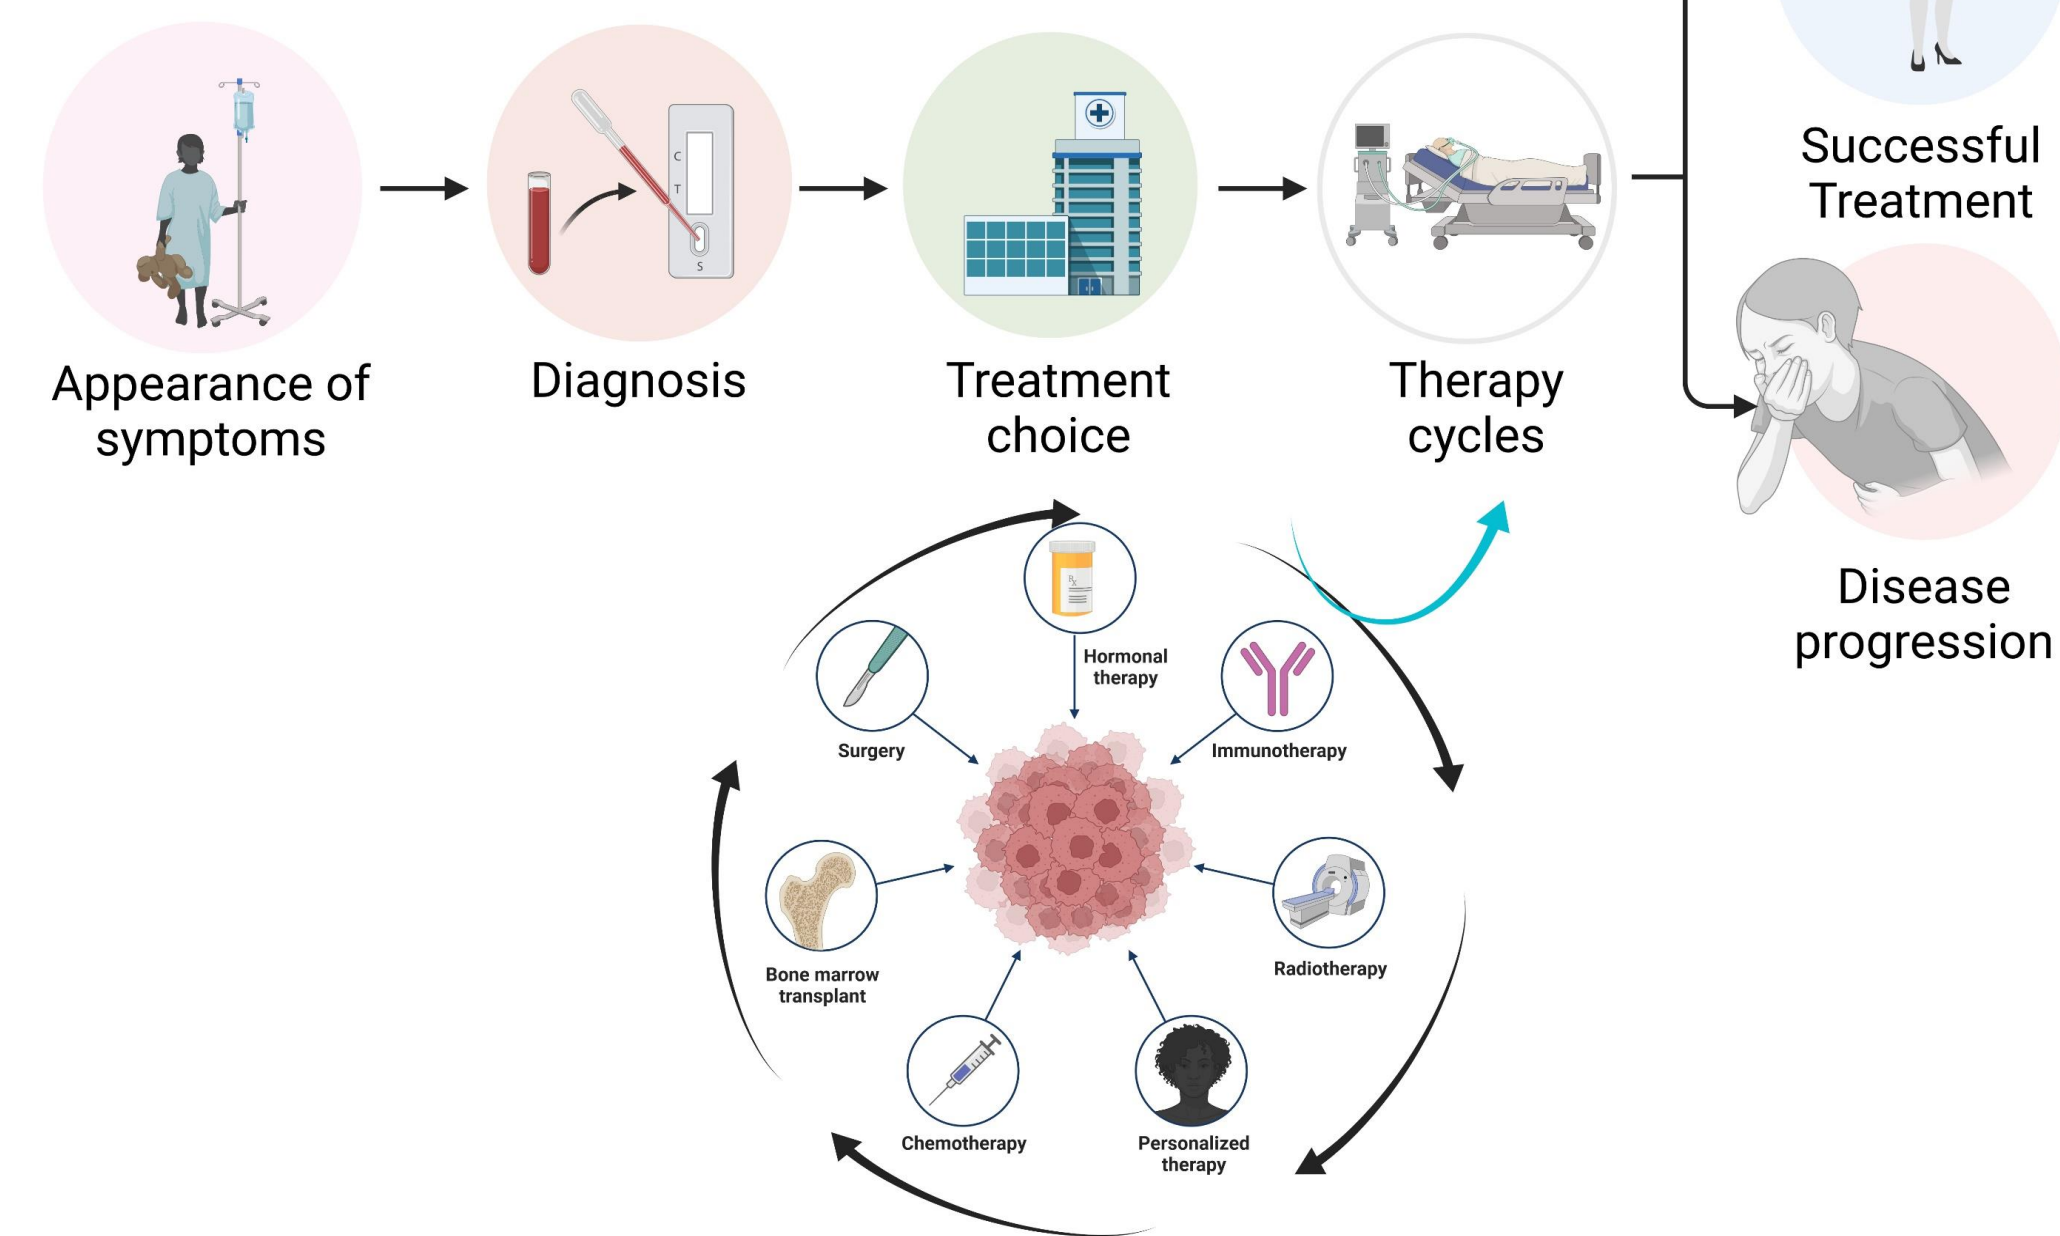 Successful
Treatment
Appearance of
symptoms
Diagnosis
Treatment
choice
Therapy
cycles
C
T
S
Disease
progression
Rx
Hormonal
therapy
Surgery
Immunotherapy
Bone marrow
transplant
Radiotherapy
Chemotherapy
Personalized
therapy